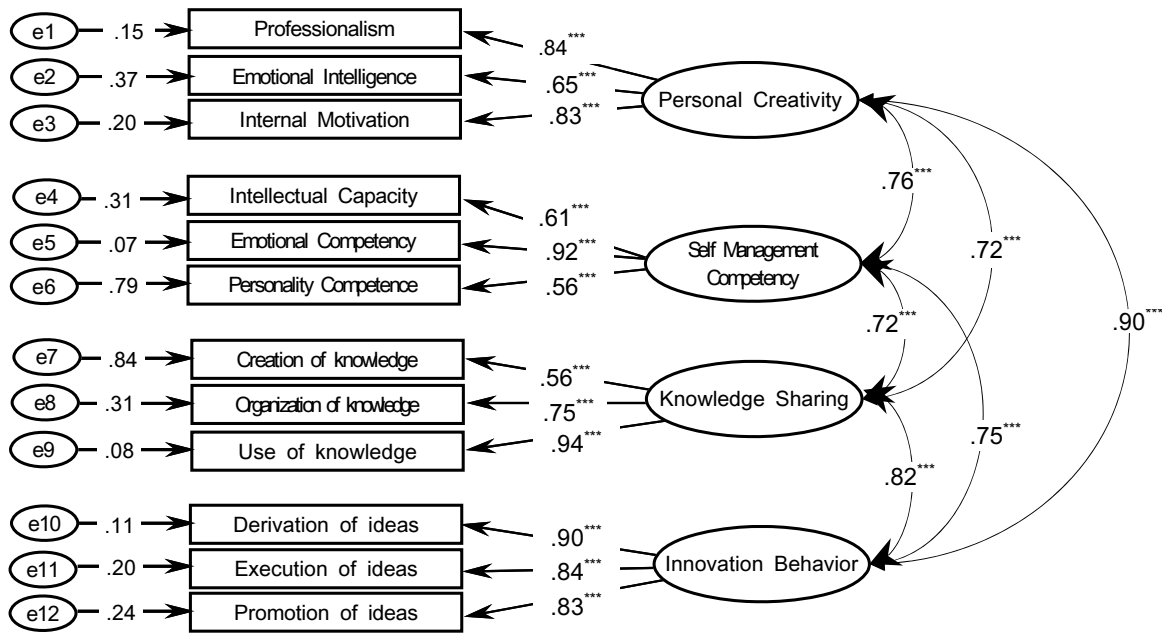 e1 .15 Professionalism .84***
e2 .37 Emotional Intelligence .65***
Personal Creativity
e3 .20 Internal Motivation .83***
.76***
e4 .31 Intellectual Capacity .61***
e5 .07 Emotional Competency .92***
Self Management
Competency
.72***
e6 .79 Personality Competence .56***
.72***
.90***
e7 .84 Creation of knowledge .56***
e8 .31 Organization of knowledge .75***
Knowledge Sharing
e9 .08 Use of knowledge .94***
.75***
.82***
e10 .11 Derivation of ideas .90***
e11 .20 Execution of ideas .84***
Innovation Behavior
e12 .24 Promotion of ideas .83***